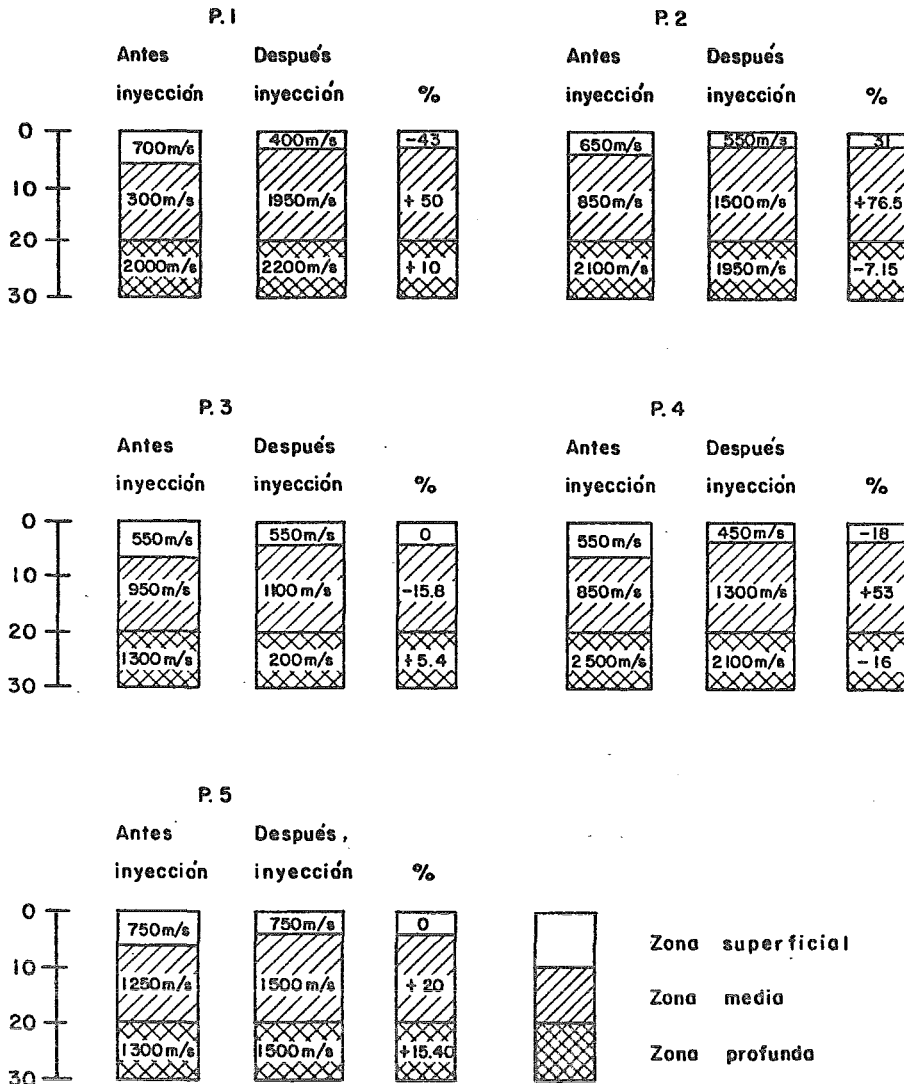 P. 1
Antes Después
inyección inyección %
0
700m/s 400m/s -43
10
300m/s 1950m/s + 50
20
2000m/s 2200m/s + 10
30
P. 2
Antes Después
inyección inyección %
650m/s 550m/s 31
850m/s 1500m/s +76.5
2100m/s 1950m/s -7.15
P. 3
Antes Después
inyección inyección %
0
550m/s 550m/s 0
10
950m/s 1100m/s -15.8
20
1300m/s 200m/s +5.4
30
P. 4
Antes Después
inyección inyección %
550m/s 450m/s -18
850m/s 1300m/s +53
2500m/s 2100m/s - 16
P. 5
Antes Después,
inyección inyección %
0
750m/s 750m/s 0
10
1250m/s 1500m/s + 20
20
1300m/s 1500m/s +15.40
30
Zona superficial
Zona media
Zona profunda